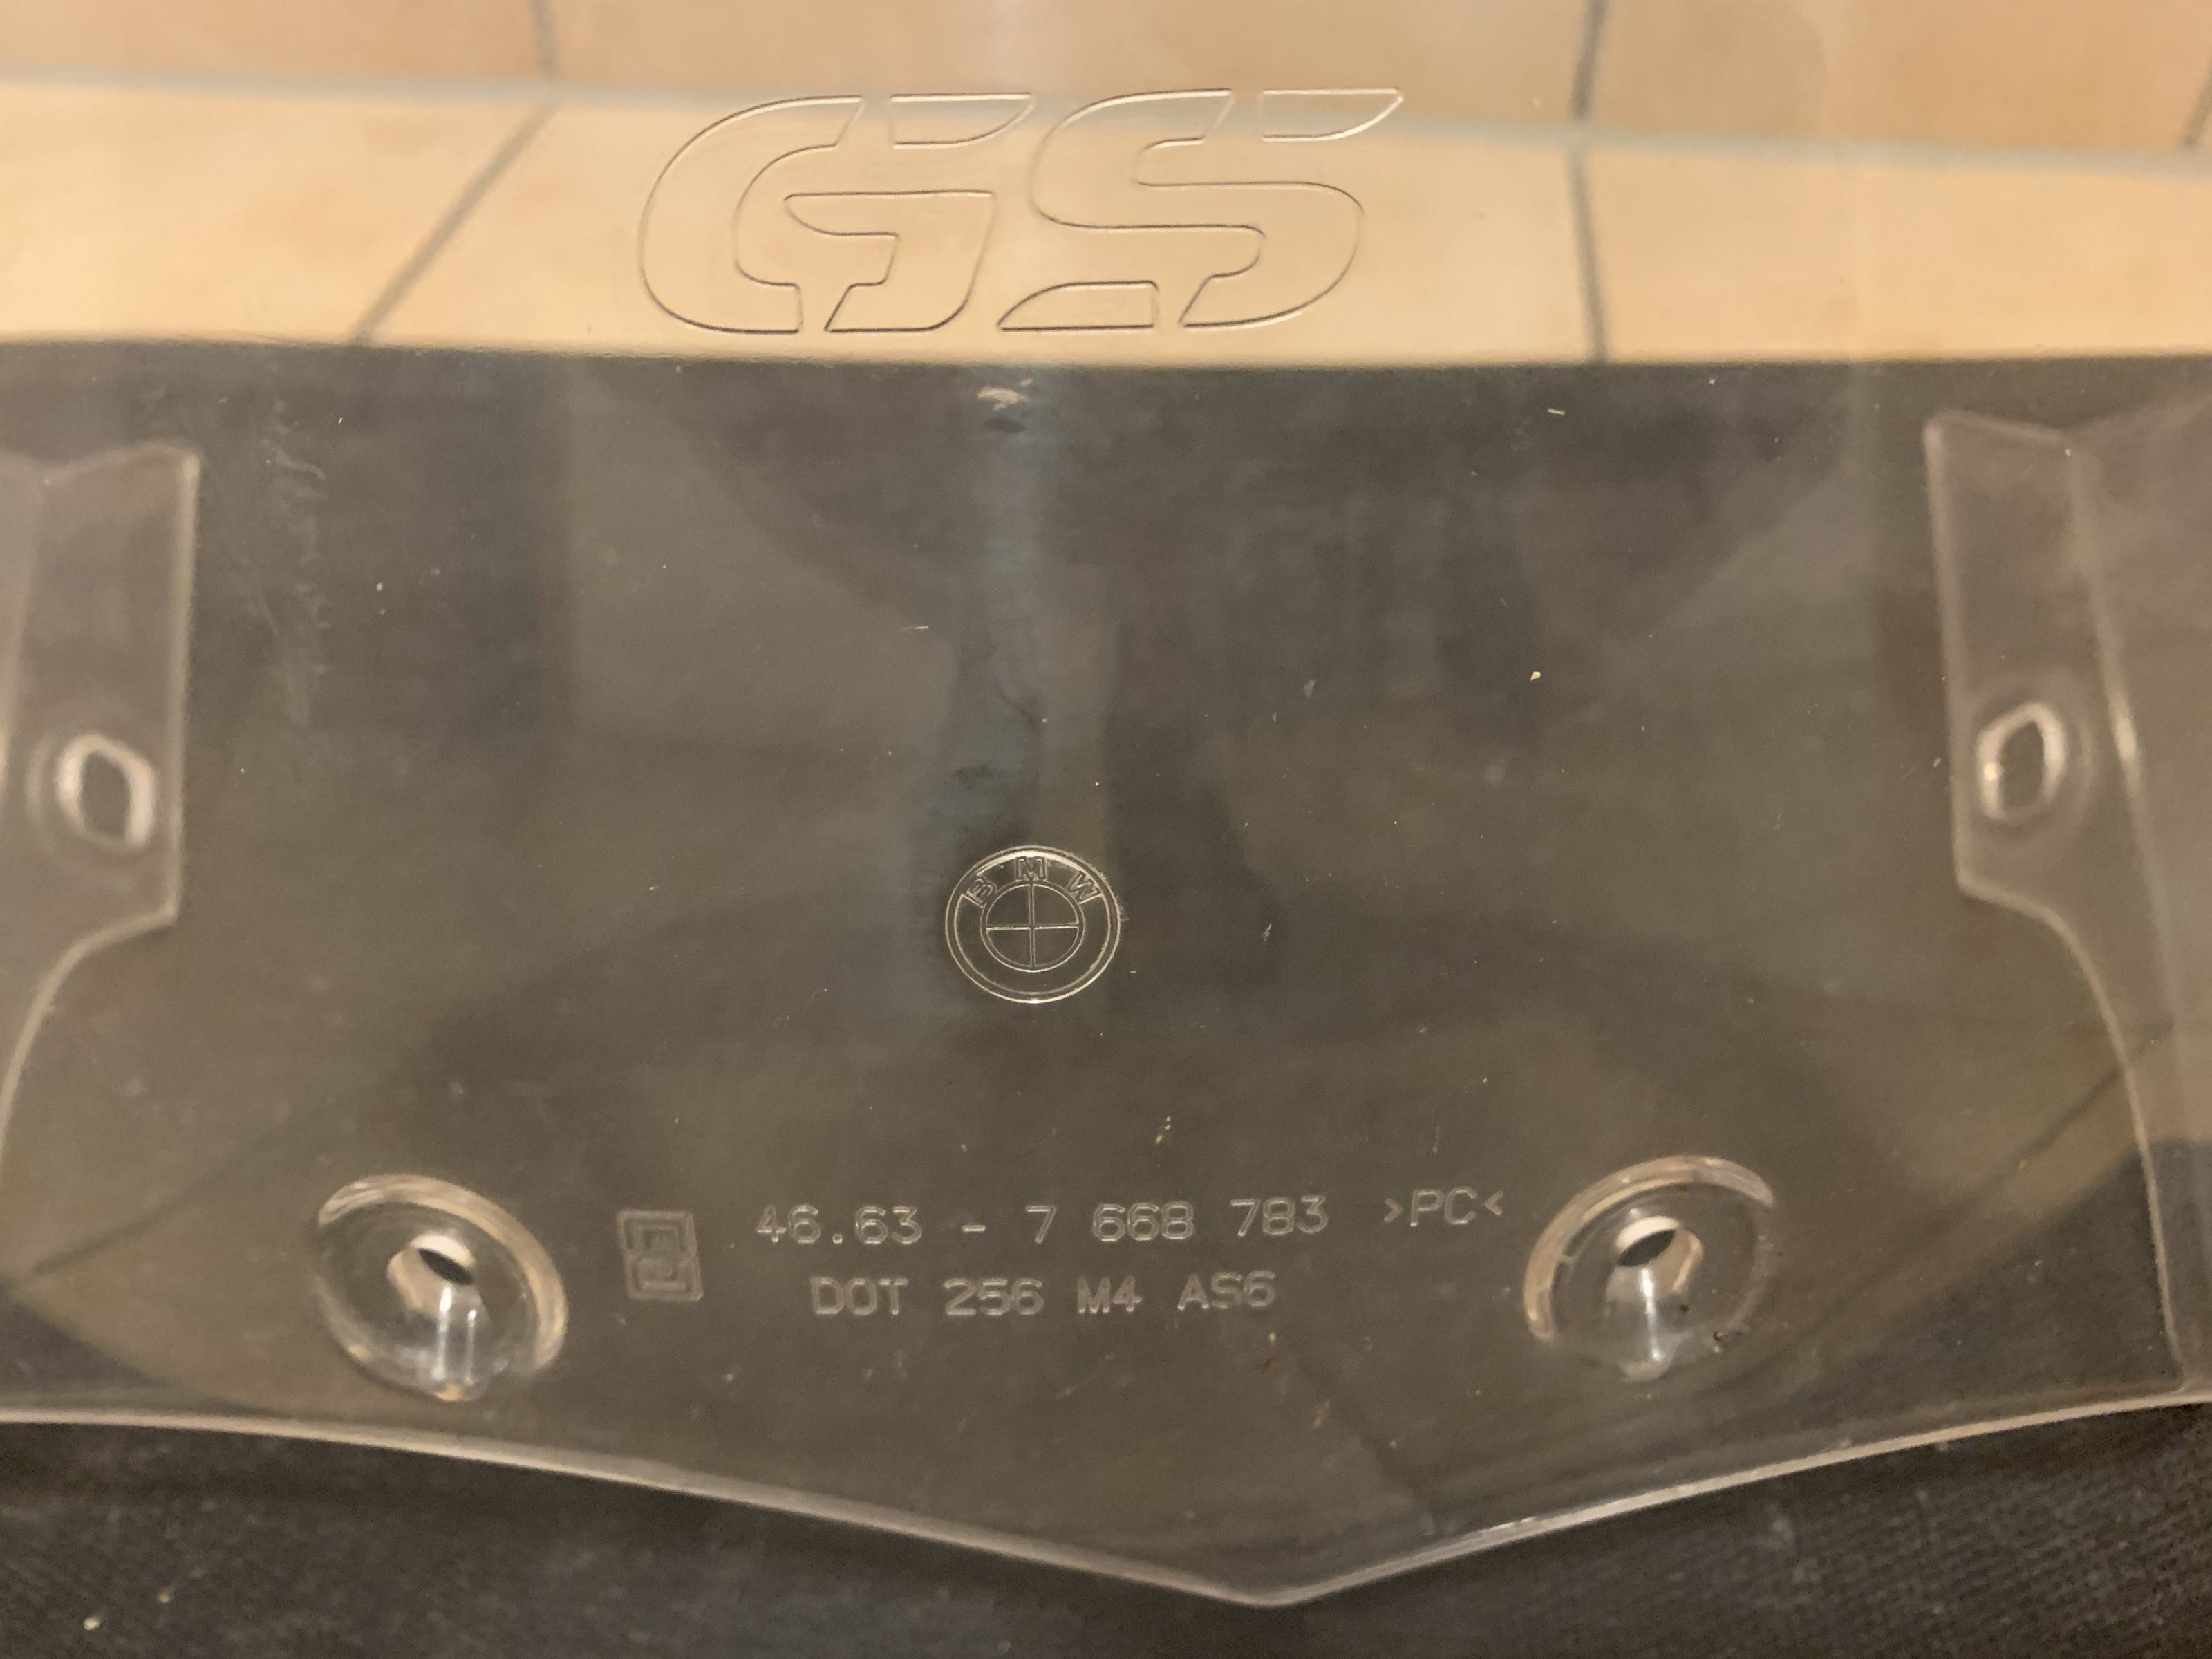 GS
BMW
46.63 - 7 668 783 >PC<
DOT 256 M4 AS6